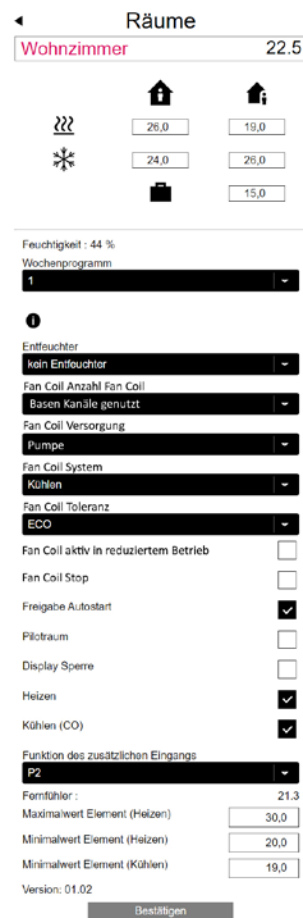 Räume
Wohnzimmer 22.5
26,0 19,0
24,0 26,0
15,0
Feuchtigkeit : 44 %
Wochenprogramm
1
Entfeuchter
kein Entfeuchter
Fan Coil Anzahl Fan Coil
Basen Kanäle genutzt
Fan Coil Versorgung
Pumpe
Fan Coil System
Kühlen
Fan Coil Toleranz
ECO
Fan Coil aktiv in reduziertem Betrieb
Fan Coil Stop
Freigabe Autostart
Pilotraum
Display Sperre
Heizen
Kühlen (CO)
Funktion des zusätzlichen Eingangs
P2
Fernfühler : 21.3
Maximalwert Element (Heizen) 30,0
Minimalwert Element (Heizen) 20,0
Minimalwert Element (Kühlen) 19,0
Version: 01.02
Bestätigen